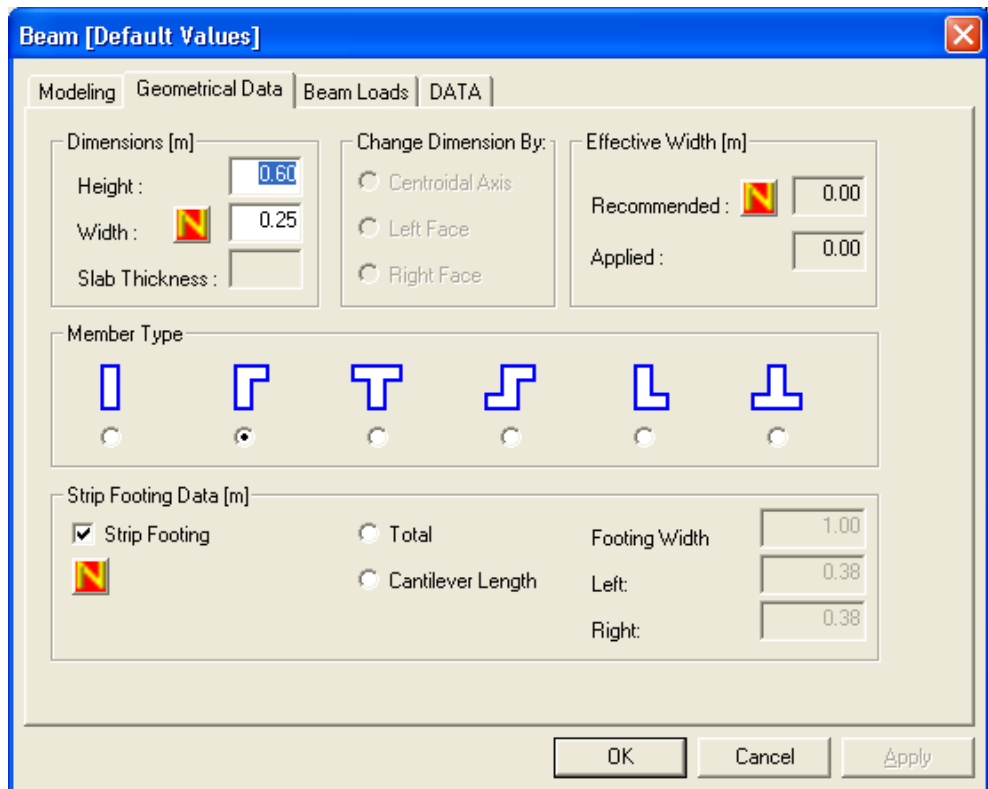 Beam [Default Values]
Modeling Geometrical Data Beam Loads DATA
Dimensions [m]
Height : 0.60
Width : N 0.25
Slab Thickness :
Change Dimension By:
Centroidal Axis
Left Face
Right Face
Effective Width [m]
Recommended : N 0.00
Applied : 0.00
Member Type
Strip Footing Data [m]
Strip Footing
N
Total
Cantilever Length
Footing Width 1.00
Left: 0.38
Right: 0.38
OK Cancel Apply